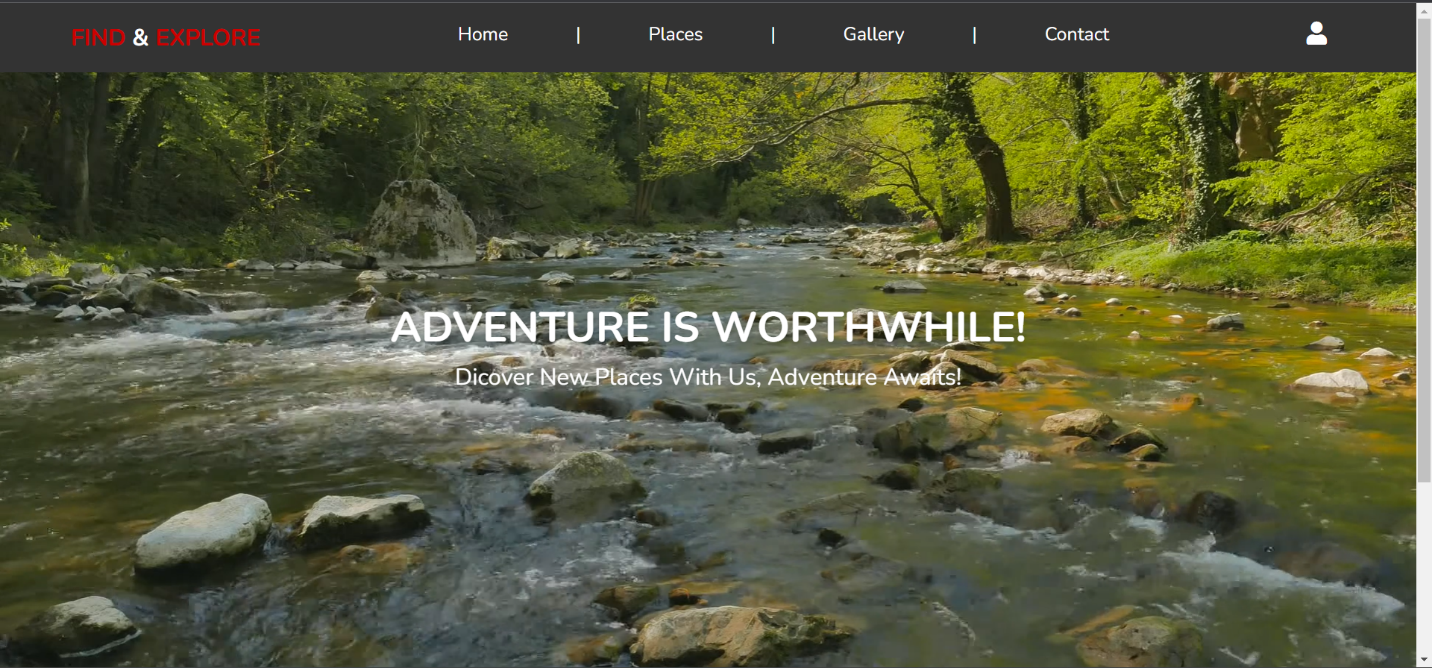 FIND & EXPLORE
Home | Places | Gallery | Contact
ADVENTURE IS WORTHWHILE!
Dicover New Places With Us, Adventure Awaits!